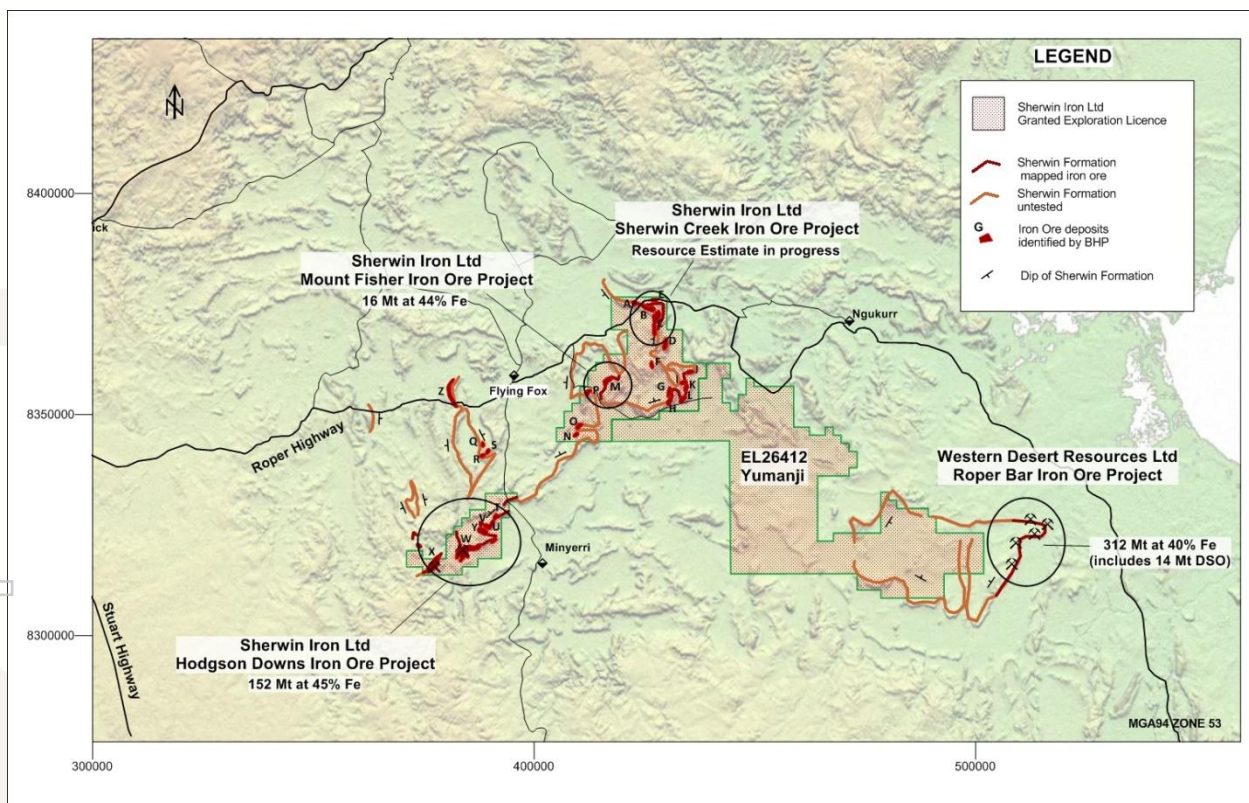 LEGEND
Sherwin Iron Ltd
Granted Exploration Licence
Sherwin Formation
mapped iron ore
Sherwin Formation
untested
G
Iron Ore deposits
identified by BHP
Dip of Sherwin Formation
N
8400000
ick
Sherwin Iron Ltd
Sherwin Creek Iron Ore Project
Resource Estimate in progress
Sherwin Iron Ltd
Mount Fisher Iron Ore Project
16 Mt at 44% Fe
A
B
E
D
F
Ngukurr
Flying Fox
Z
P
M
G
H
I
J
K
L
8350000
O
N
Q
S
R
Roper Highway
EL26412
Yumanji
Western Desert Resources Ltd
Roper Bar Iron Ore Project
312 Mt at 40% Fe
(includes 14 Mt DSO)
T
V
Y
U
W
X
Minyerri
8300000
Stuart Highway
Sherwin Iron Ltd
Hodgson Downs Iron Ore Project
152 Mt at 45% Fe
MGA94 ZONE 53
300000
400000
500000